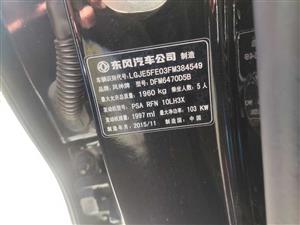 东风汽车公司 制造
车辆识别代号:LGJE5FE03FM384549
品牌:风神牌 型号:DFM6470D5B
最大允许总质量:1960 kg 乘坐人数:5 人
发动机型号:PSA RFN 10LH3X
发动机排量:1997 ml 最大净功率:103 KW
制造年月:2015/11 制造国:中国